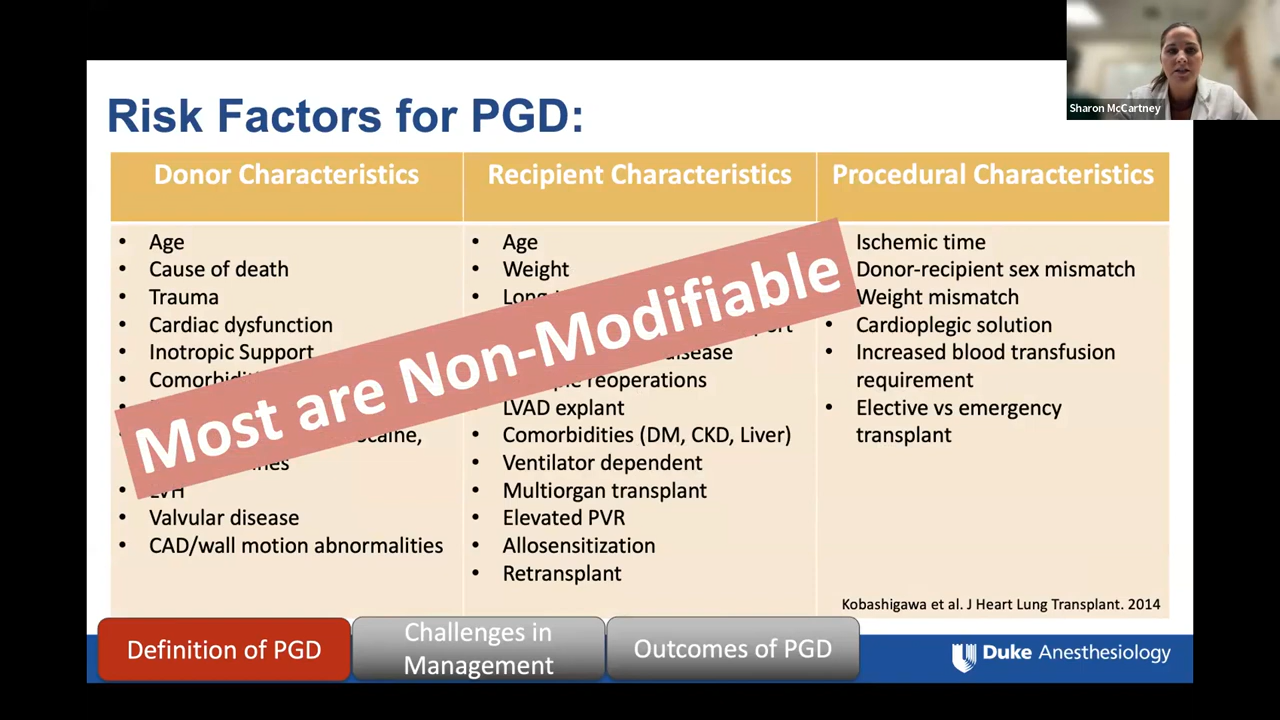 Sharon McCartney
Risk Factors for PGD:
Donor Characteristics
Recipient Characteristics
Procedural Characteristics
• Age
• Cause of death
• Trauma
• Cardiac dysfunction
• Inotropic Support
•
• LVH
• Valvular disease
• CAD/wall motion abnormalities
• Age
• Weight
•
disease
reoperations
LVAD explant
• Comorbidities (DM, CKD, Liver)
• Ventilator dependent
• Multiorgan transplant
• Elevated PVR
• Allosensitization
• Retransplant
Ischemic time
Donor-recipient sex mismatch
Weight mismatch
• Cardioplegic solution
• Increased blood transfusion
requirement
• Elective vs emergency
transplant
Most are Non-Modifiable
Kobashigawa et al. J Heart Lung Transplant. 2014
Definition of PGD
Challenges in
Management
Outcomes of PGD
Duke Anesthesiology